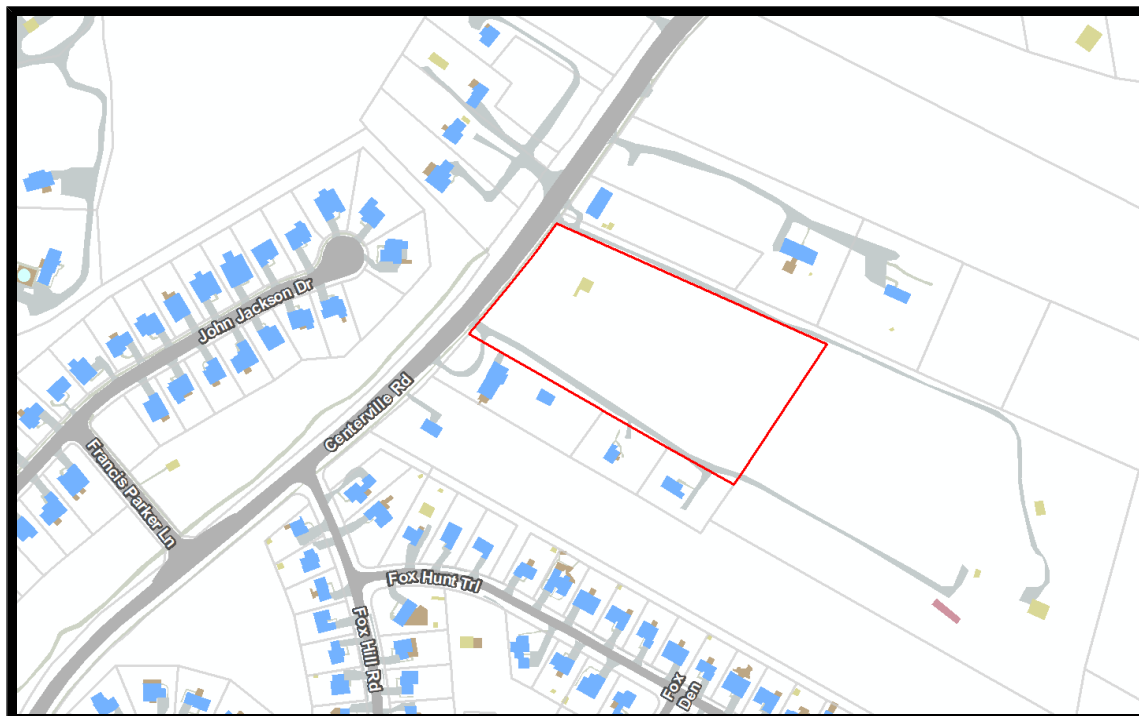 John Jackson Dr
Centerville Rd
Francis Parker Ln
Fox Hunt Trl
Fox Hill Rd
Fox
Den